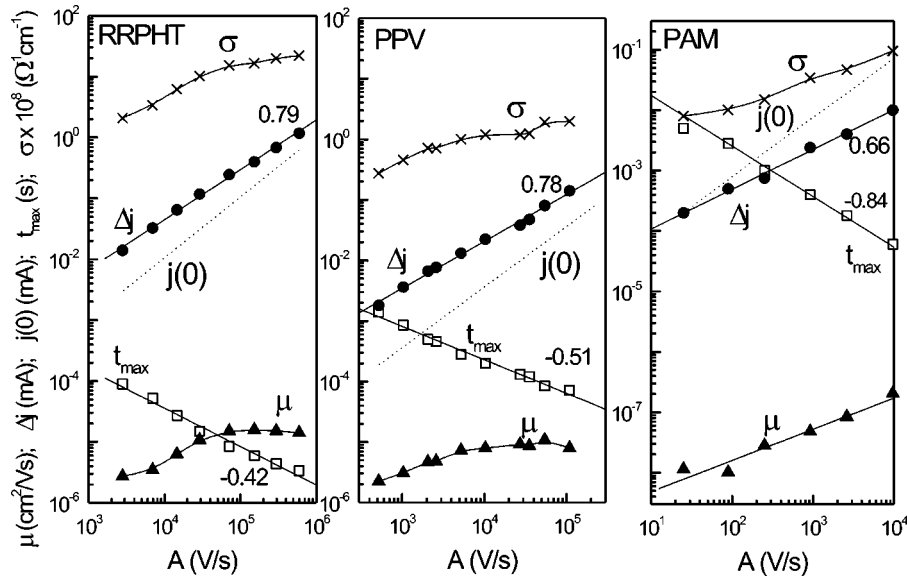 μ(cm²/Vs); Δj (mA); j(0) (mA); t_max (s); σx 10⁸ (Ω⁻¹cm⁻¹)
RRPHT
10²
10⁰
10⁻²
10⁻⁴
10⁻⁶
σ
0.79
Δj
j(0)
t_max
μ
-0.42
10³ 10⁴ 10⁵ 10⁶
A (V/s)
PPV
10²
10⁰
10⁻²
10⁻⁴
10⁻⁶
σ
0.78
Δj
j(0)
t_max
-0.51
μ
10³ 10⁴ 10⁵
A (V/s)
PAM
10⁻¹
10⁻³
10⁻⁵
10⁻⁷
σ
j(0)
0.66
Δj
-0.84
t_max
μ
10¹ 10² 10³ 10⁴
A (V/s)